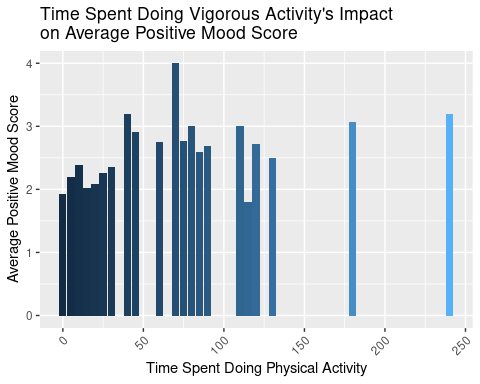 Time Spent Doing Vigorous Activity's Impact
on Average Positive Mood Score
Average Positive Mood Score
4
3
2
1
0
0
50
100
150
200
250
Time Spent Doing Physical Activity